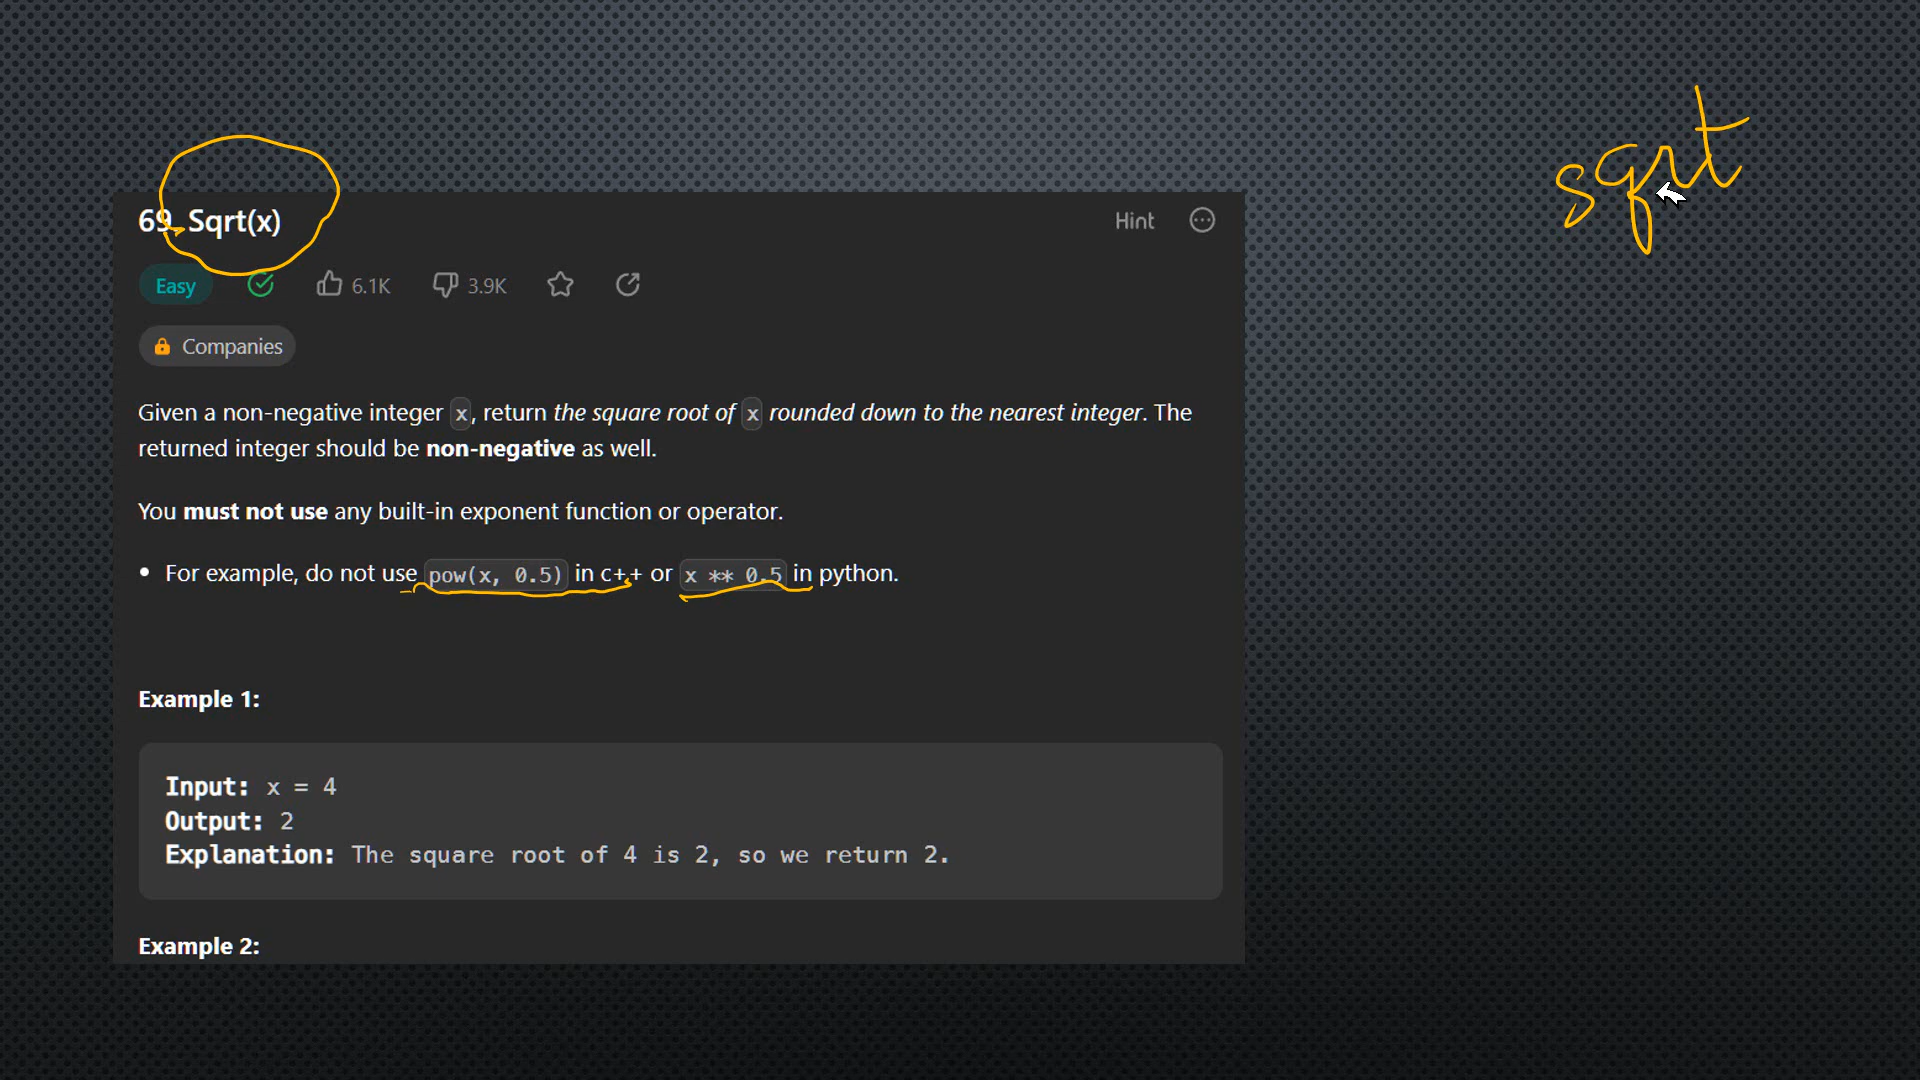 sqrt
69. Sqrt(x)
Hint
Easy 6.1K 3.9K
Companies
Given a non-negative integer x, return the square root of x rounded down to the nearest integer. The
returned integer should be non-negative as well.
You must not use any built-in exponent function or operator.
• For example, do not use pow(x, 0.5) in c++ or x ** 0.5 in python.
Example 1:
Input: x = 4
Output: 2
Explanation: The square root of 4 is 2, so we return 2.
Example 2: